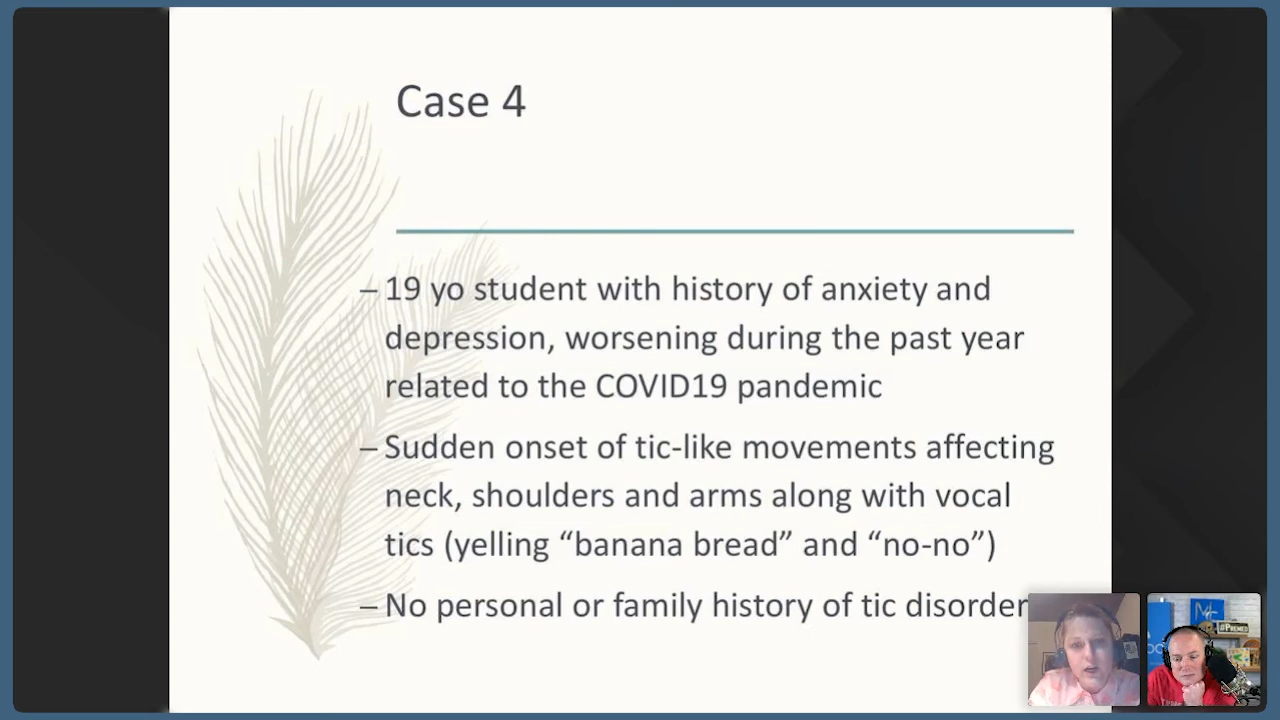 Case 4
– 19 yo student with history of anxiety and
depression, worsening during the past year
related to the COVID19 pandemic
– Sudden onset of tic-like movements affecting
neck, shoulders and arms along with vocal
tics (yelling “banana bread” and “no-no”)
– No personal or family history of tic disorder
#PREMED